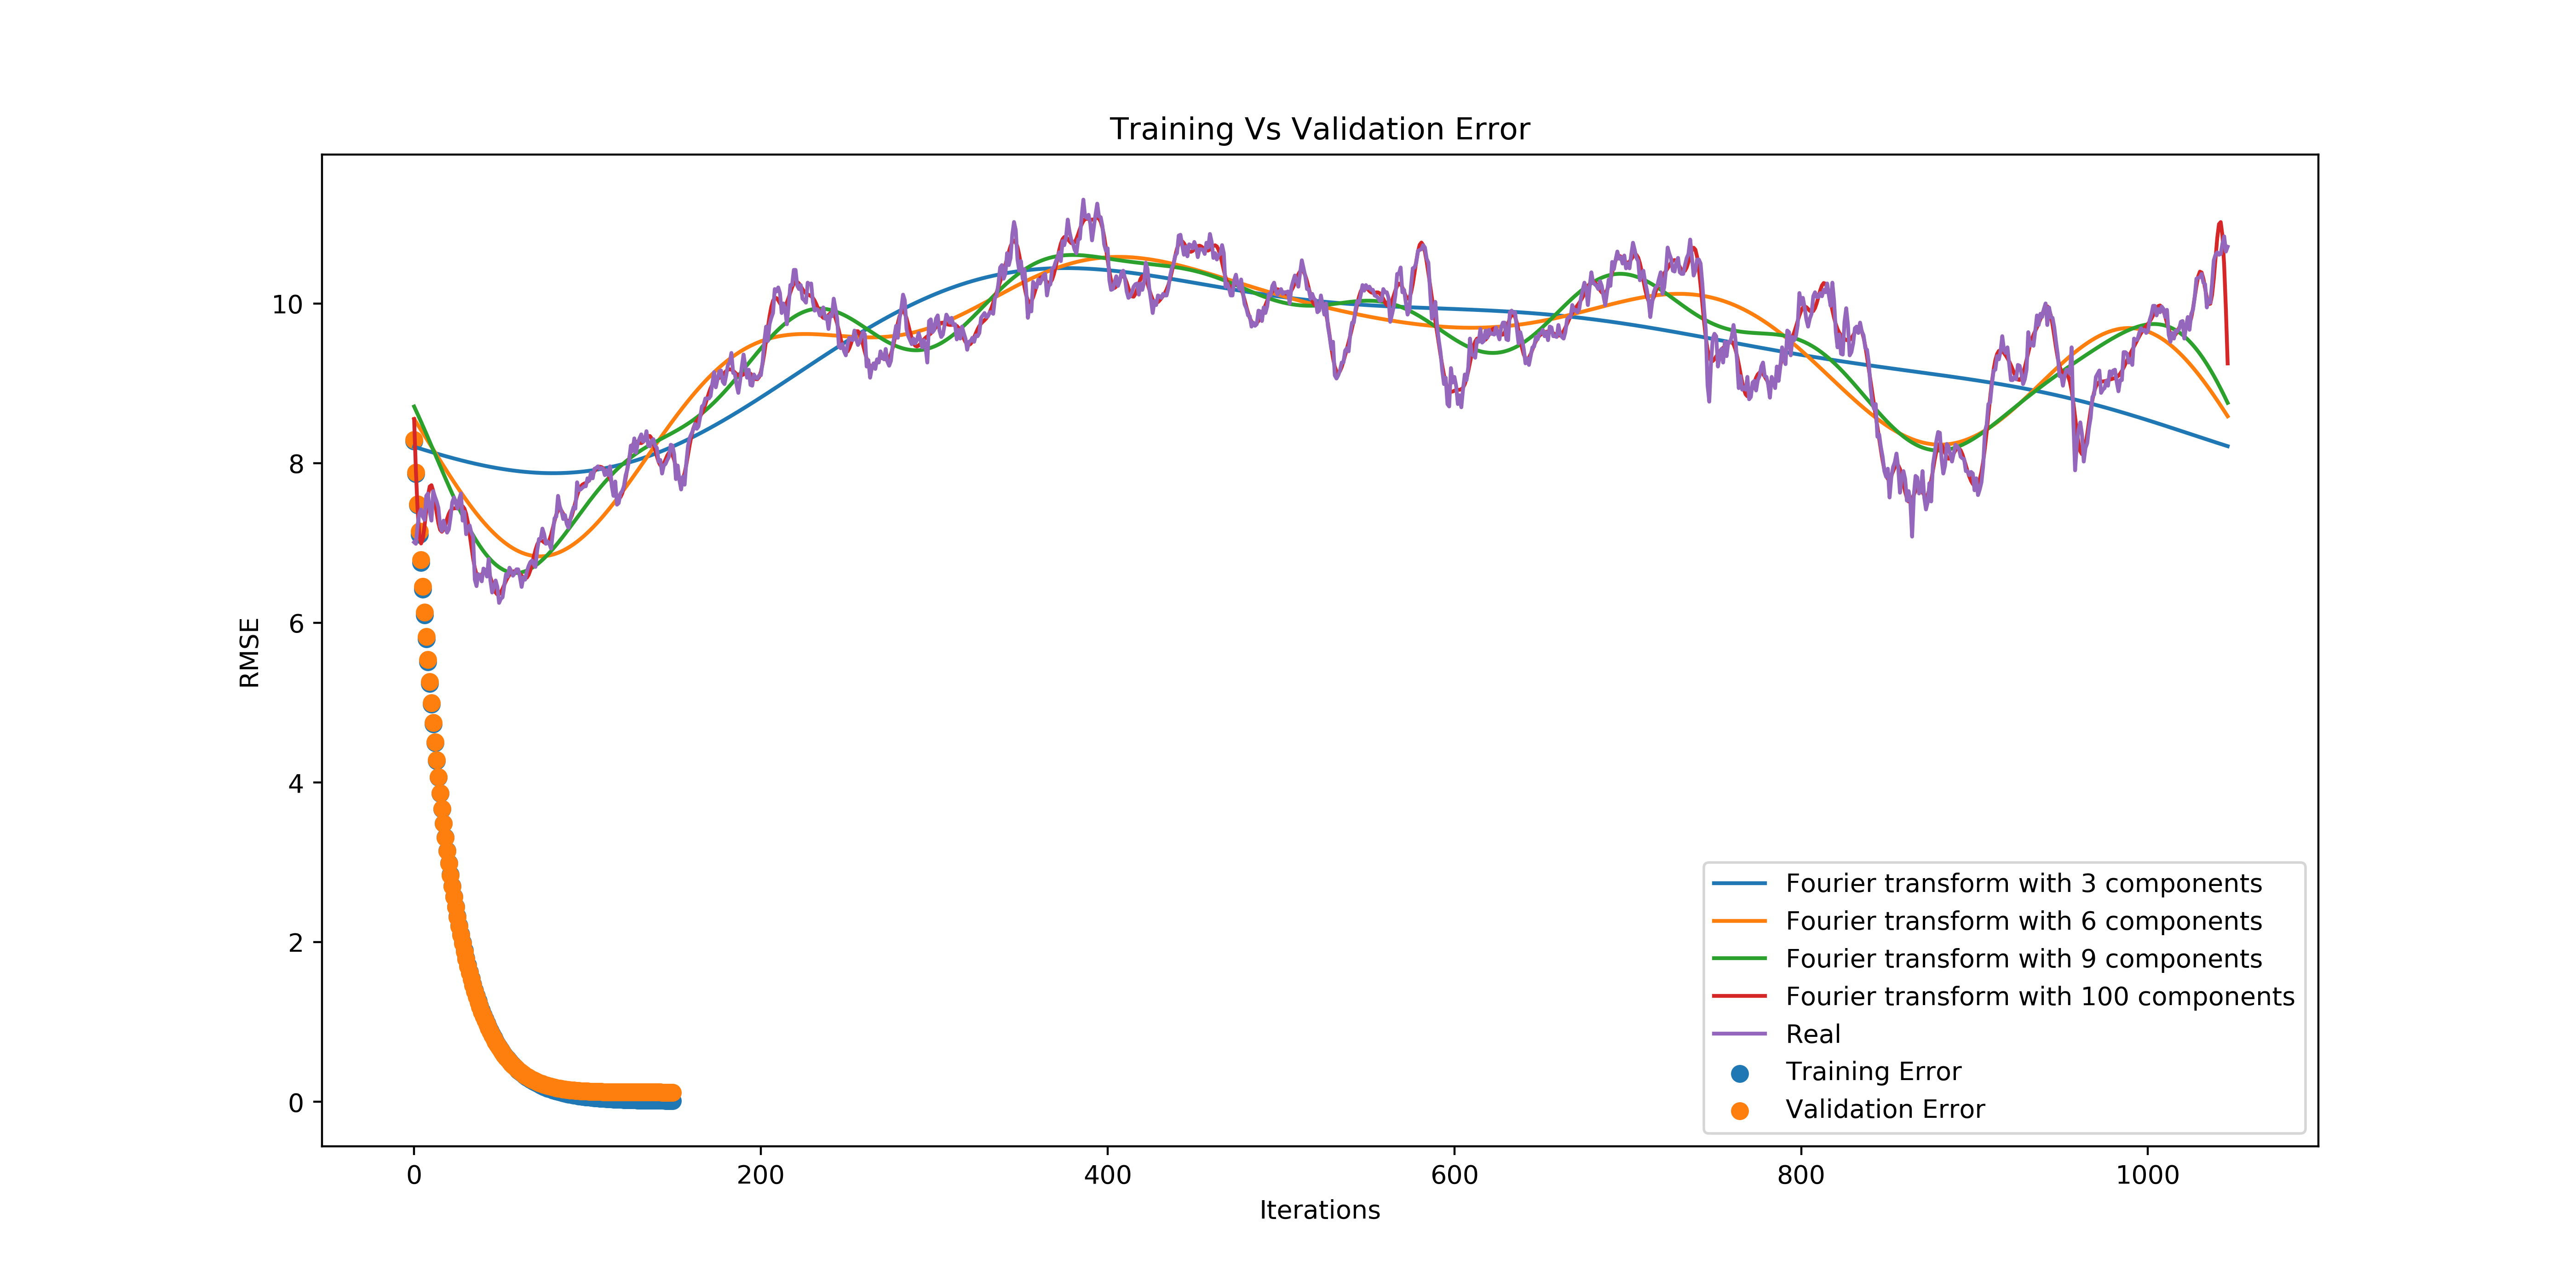 Training Vs Validation Error
RMSE
10
8
6
4
2
0
0
200
400
600
800
1000
Iterations
Fourier transform with 3 components
Fourier transform with 6 components
Fourier transform with 9 components
Fourier transform with 100 components
Real
Training Error
Validation Error